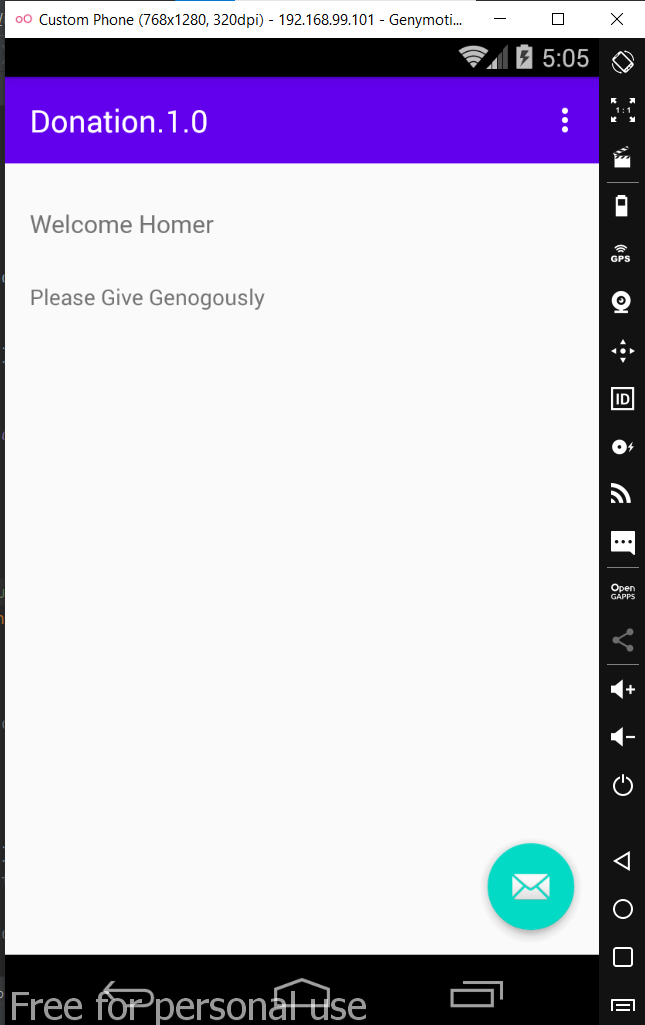 Custom Phone (768x1280, 320dpi) - 192.168.99.101 - Genymoti...
5:05
Donation.1.0
1:1
Welcome Homer
GPS
Please Give Genogously
ID
Open
GAPPS
Free for personal use